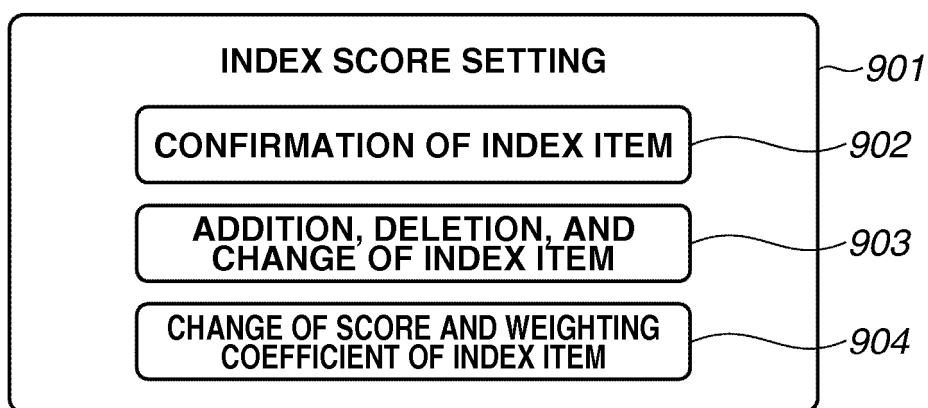 INDEX SCORE SETTING
901
CONFIRMATION OF INDEX ITEM
902
ADDITION, DELETION, AND
CHANGE OF INDEX ITEM
903
CHANGE OF SCORE AND WEIGHTING
COEFFICIENT OF INDEX ITEM
904